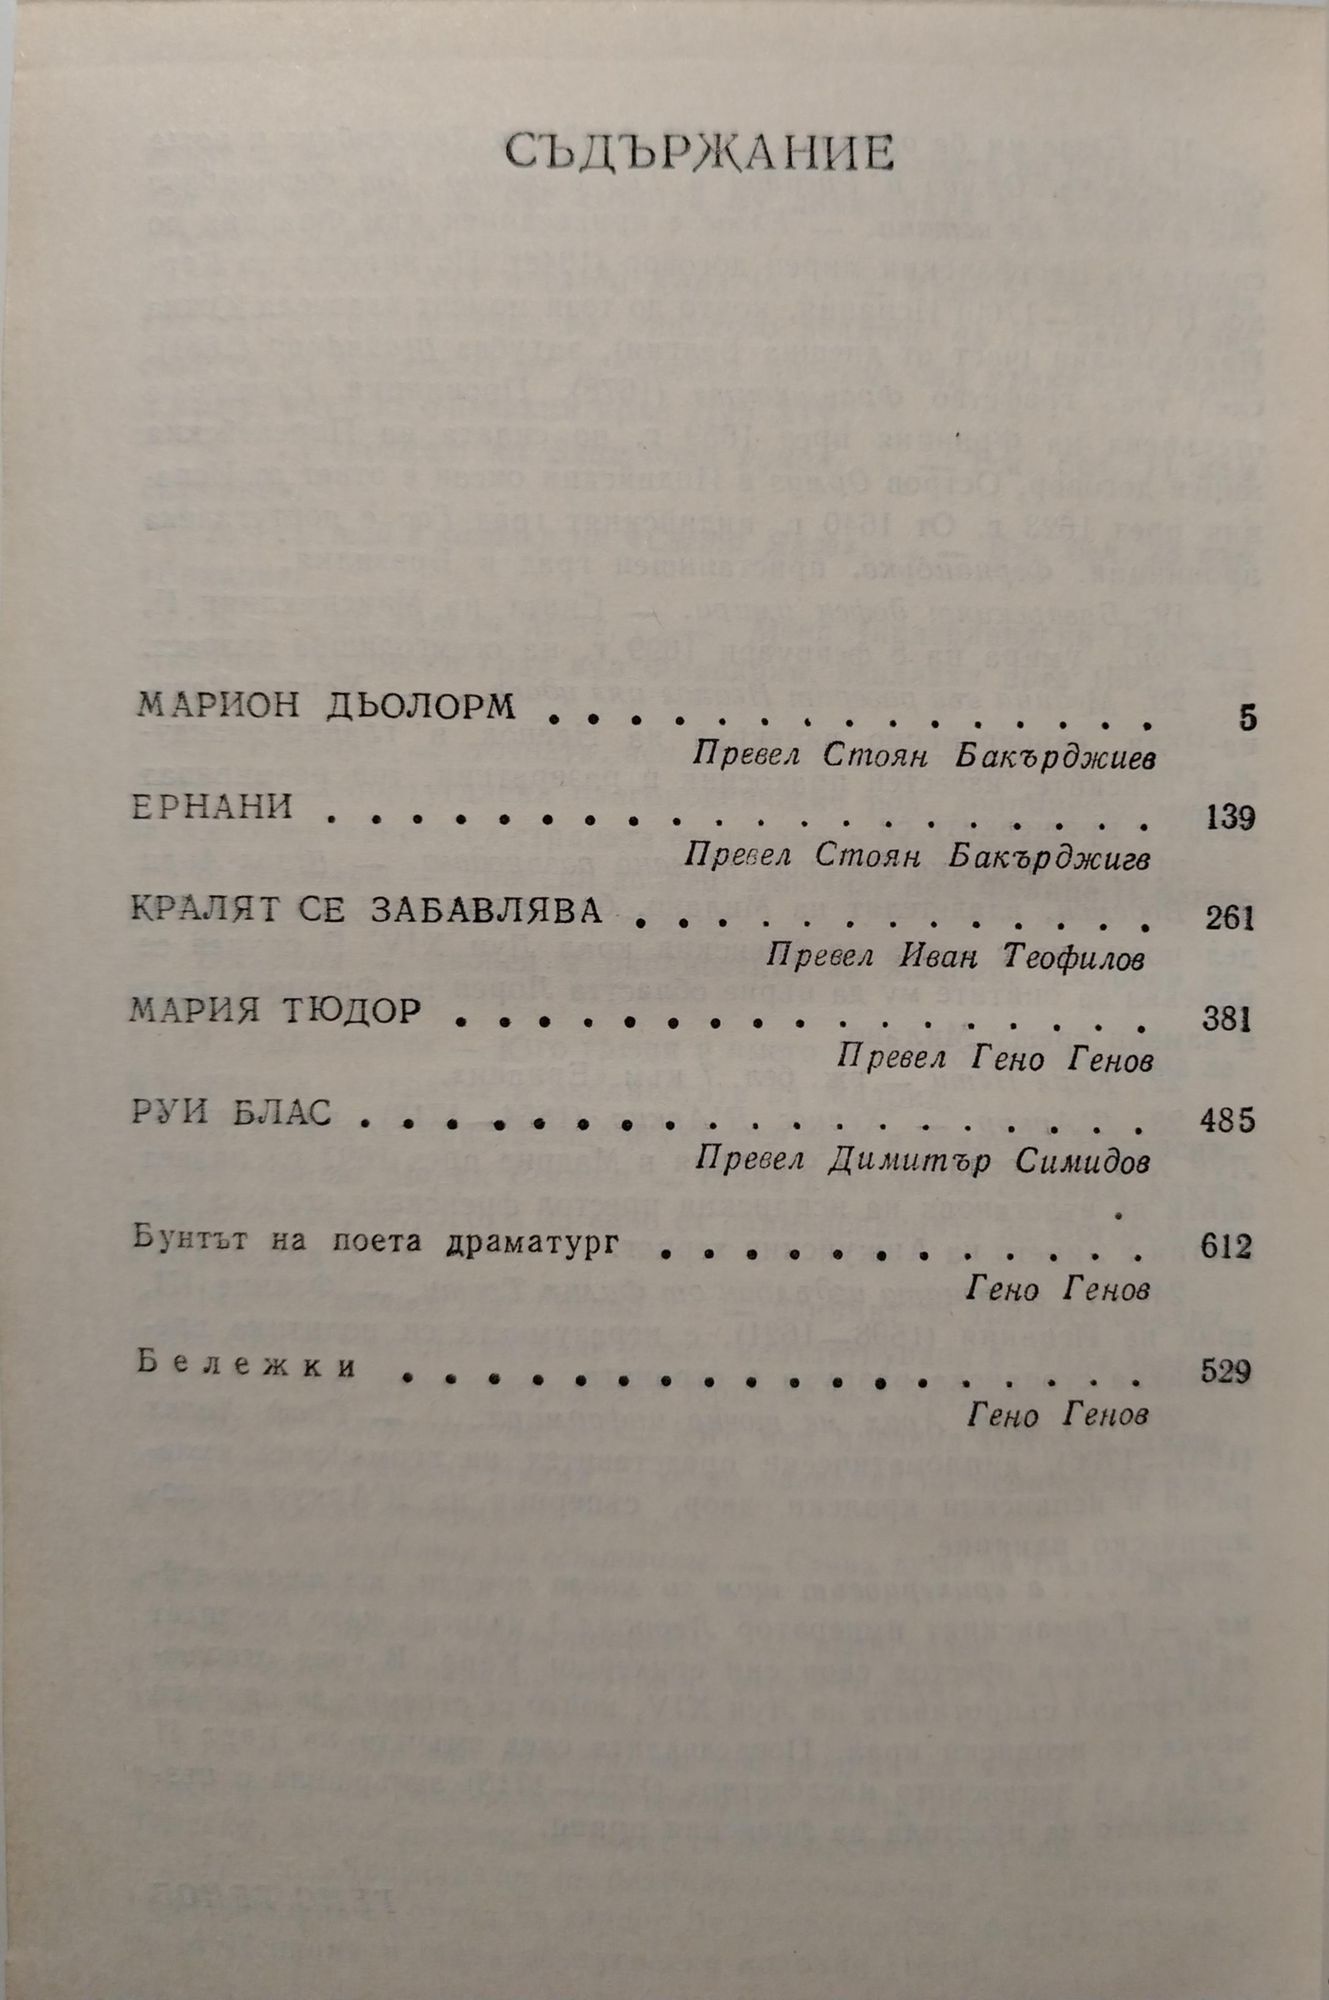 СЪДЪРЖАНИЕ
МАРИОН ДЬОЛОРМ . . . . . . . . . . . . . . . 5
Превел Стоян Бакърджиев
ЕРНАНИ . . . . . . . . . . . . . . . . . . . . 139
Превел Стоян Бакърджигв
КРАЛЯТ СЕ ЗАБАВЛЯВА . . . . . . . . . . . . . 261
Превел Иван Теофилов
МАРИЯ ТЮДОР . . . . . . . . . . . . . . . . . 381
Превел Гено Генов
РУИ БЛАС . . . . . . . . . . . . . . . . . . . 485
Превел Димитър Симидов
Бунтът на поета драматург . . . . . . . . . . . . 612
Гено Генов
Бележки . . . . . . . . . . . . . . . . . . 529
Гено Генов